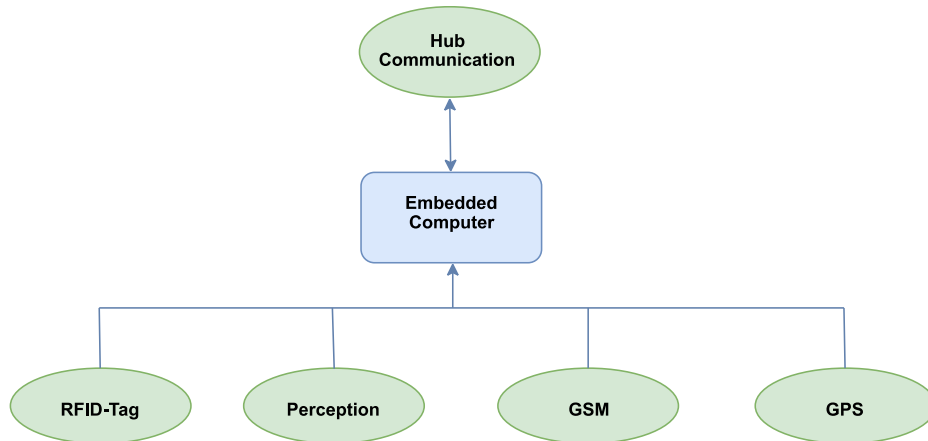 Hub
Communication
Embedded
Computer
RFID-Tag
Perception
GSM
GPS